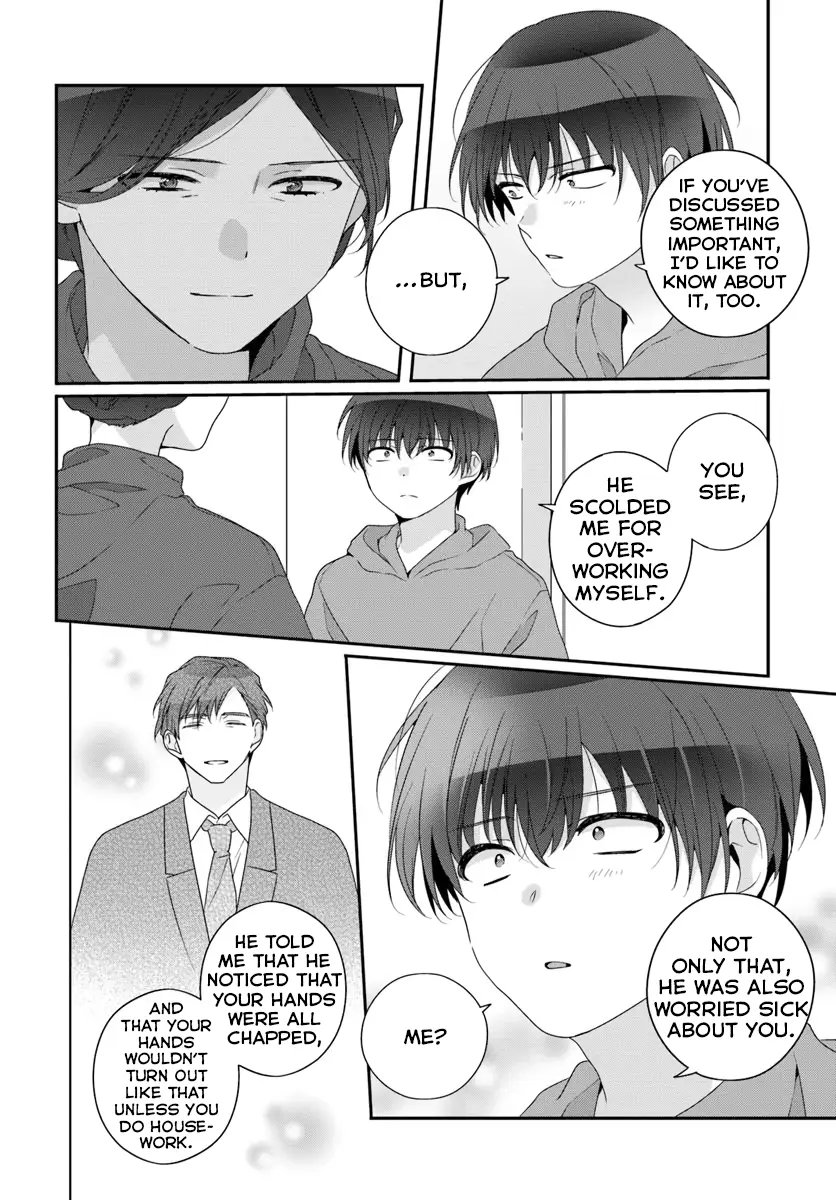 ...BUT,
IF YOU'VE
DISCUSSED
SOMETHING
IMPORTANT,
I'D LIKE TO
KNOW ABOUT
IT, TOO.
YOU
SEE,
HE
SCOLDED
ME FOR
OVER-
WORKING
MYSELF.
NOT
ONLY THAT,
HE WAS ALSO
WORRIED SICK
ABOUT YOU.
ME?
HE TOLD
ME THAT HE
NOTICED THAT
YOUR HANDS
WERE ALL
CHAPPED,
AND
THAT YOUR
HANDS
WOULDN'T
TURN OUT
LIKE THAT
UNLESS YOU
DO HOUSE-
WORK.